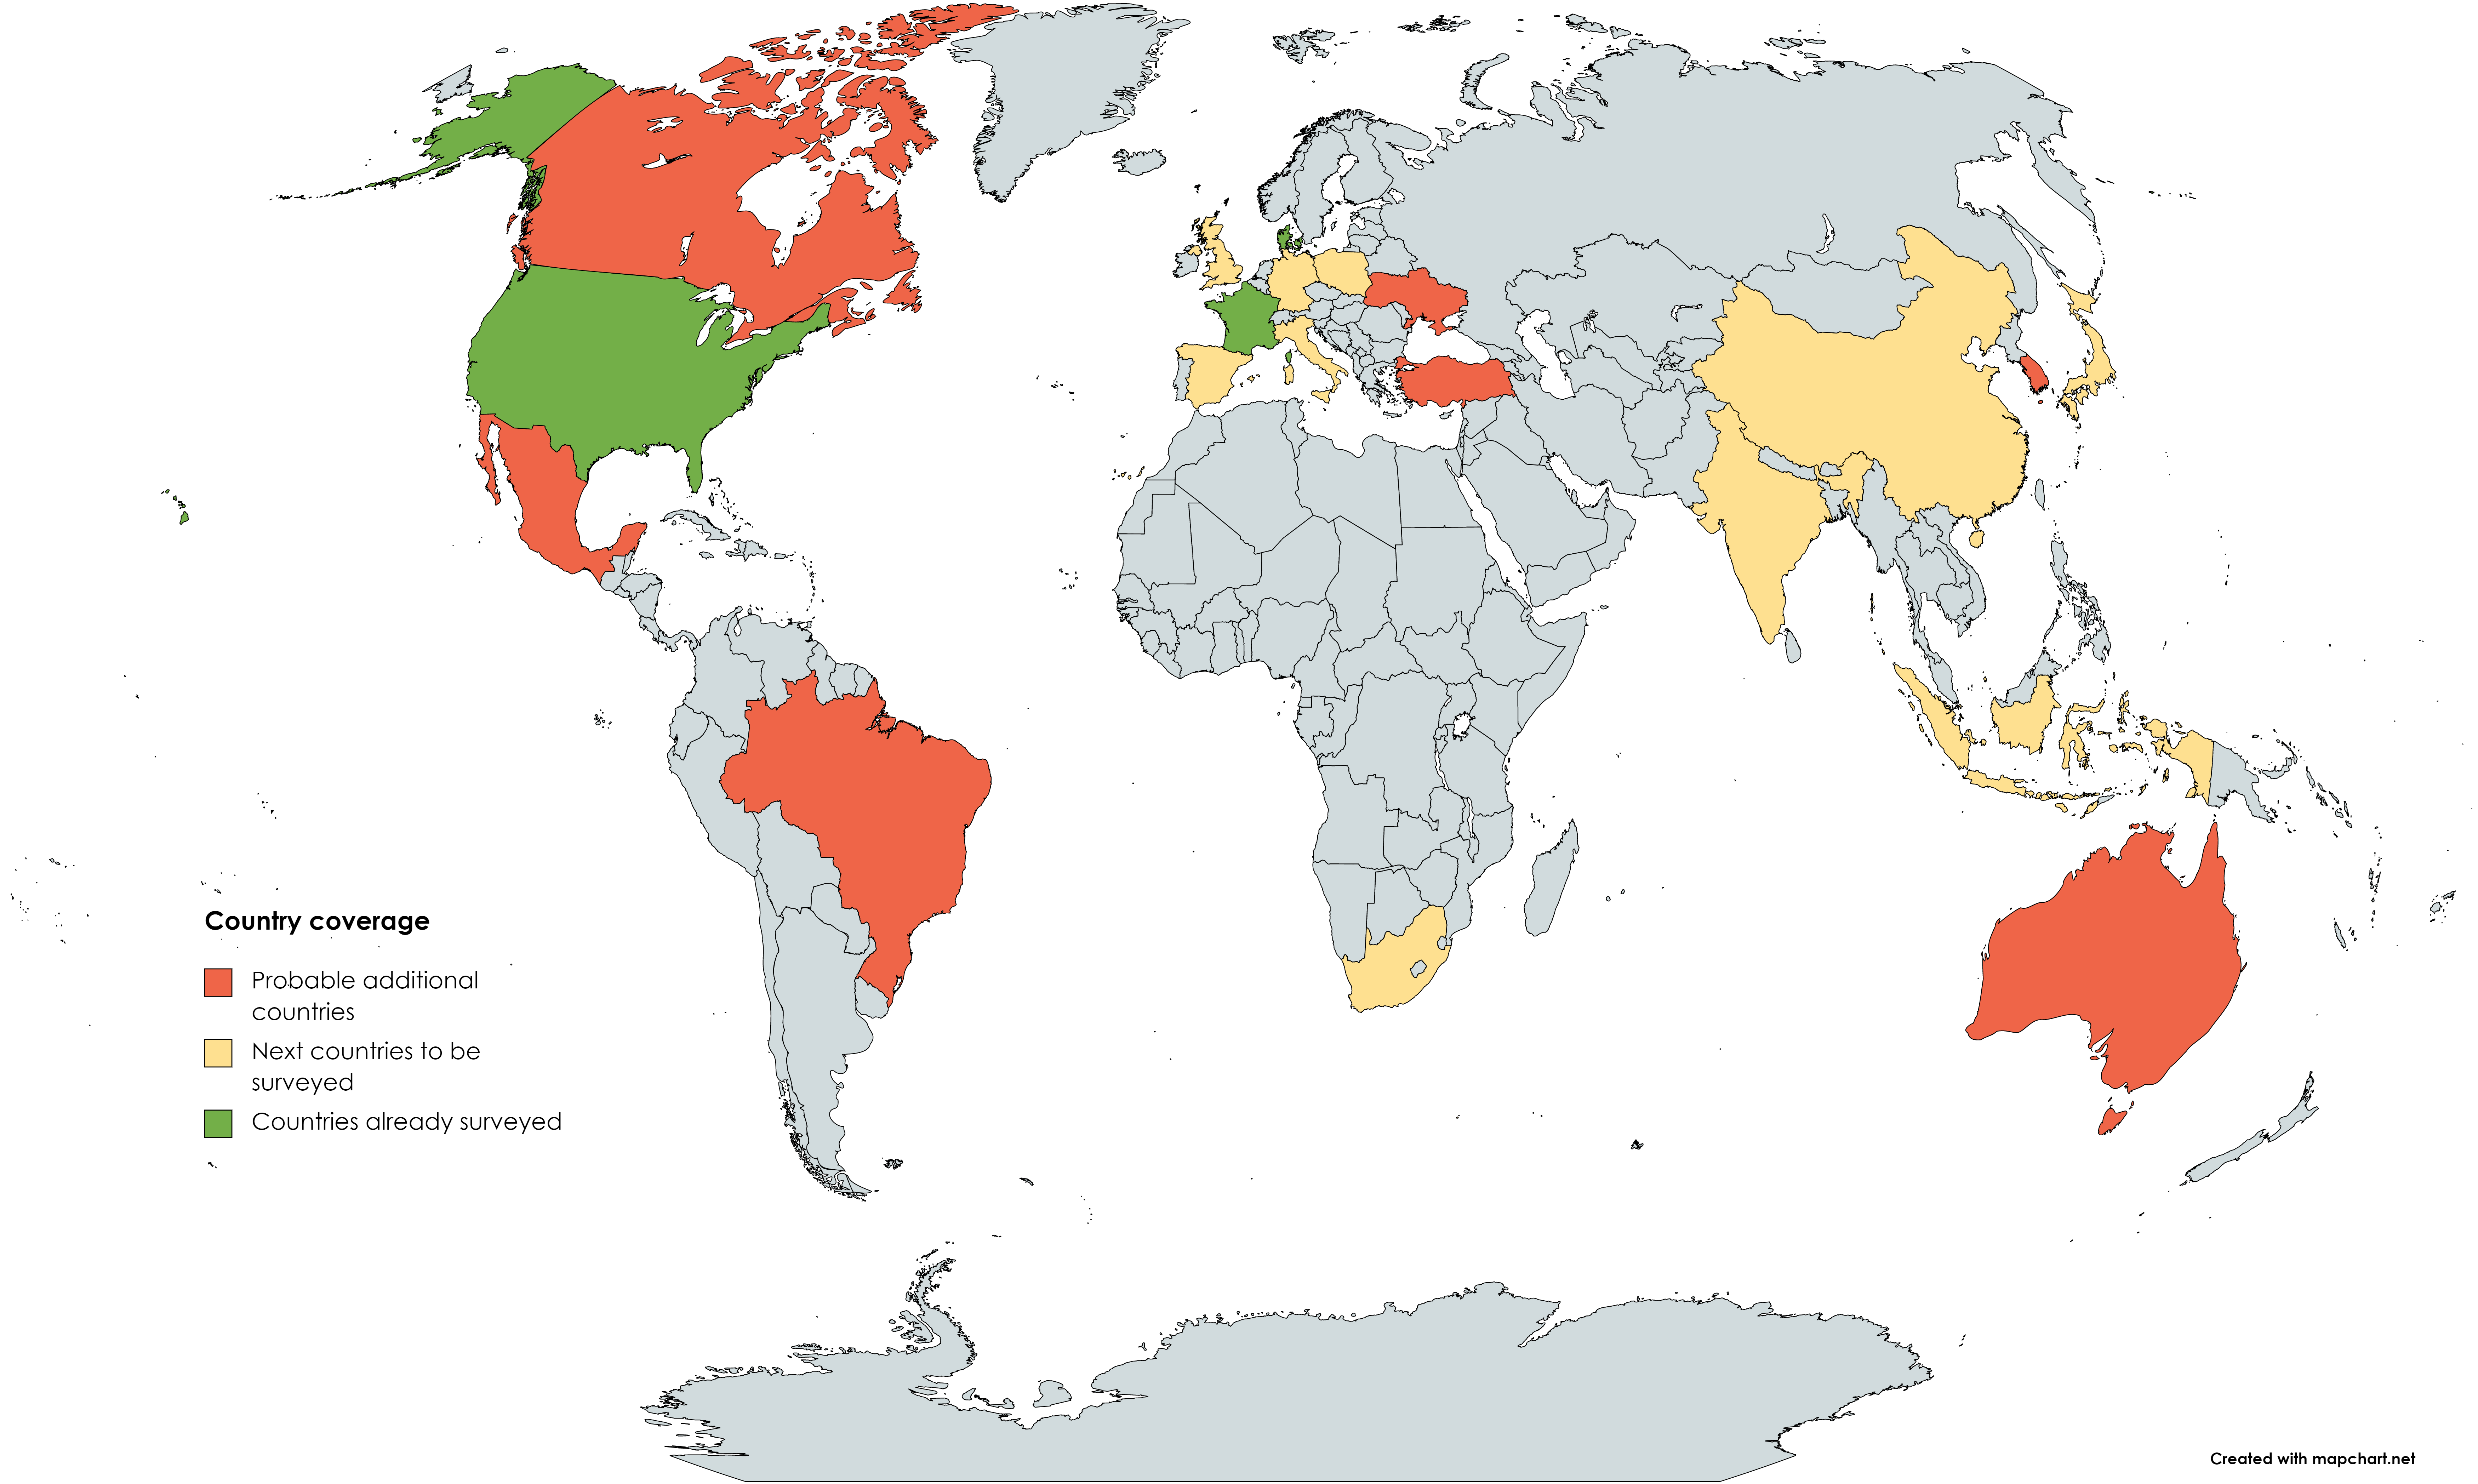 Country coverage
Probable additional
countries
Next countries to be
surveyed
Countries already surveyed
Created with mapchart.net